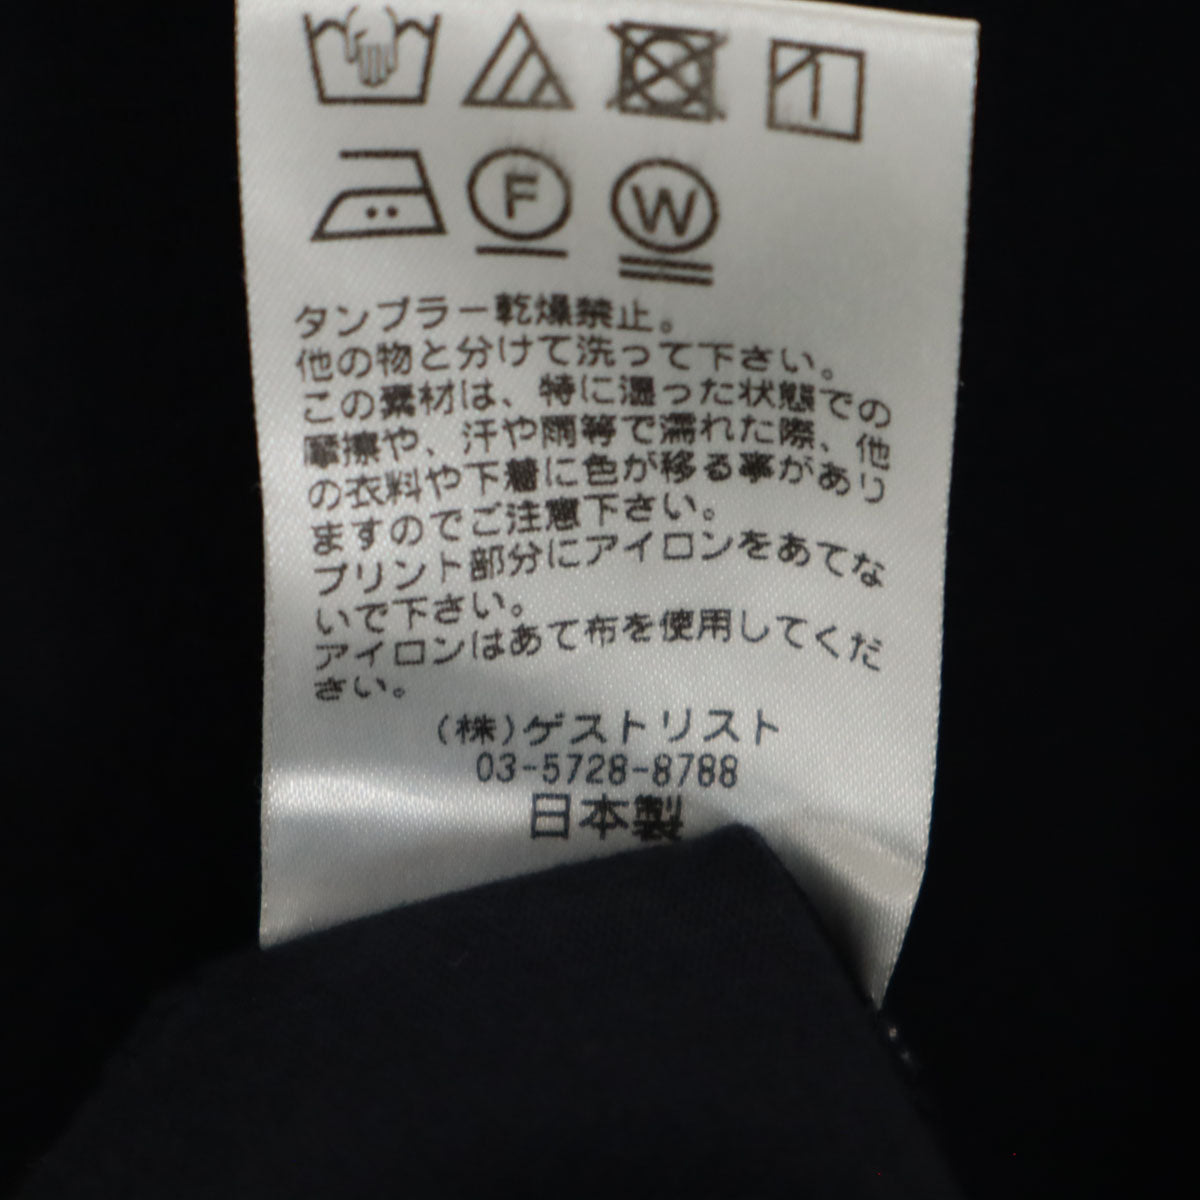 F W
タンブラー乾燥禁止。
他の物と分けて洗って下さい。
この素材は、特に湿った状態での
摩擦や、汗や雨等で濡れた際、他
の衣料や下着に色が移る事があり
ますのでご注意下さい。
プリント部分にアイロンをあてな
いで下さい。
アイロンはあて布を使用してくだ
さい。
(株)ゲストリスト
03-5728-8788
日本製